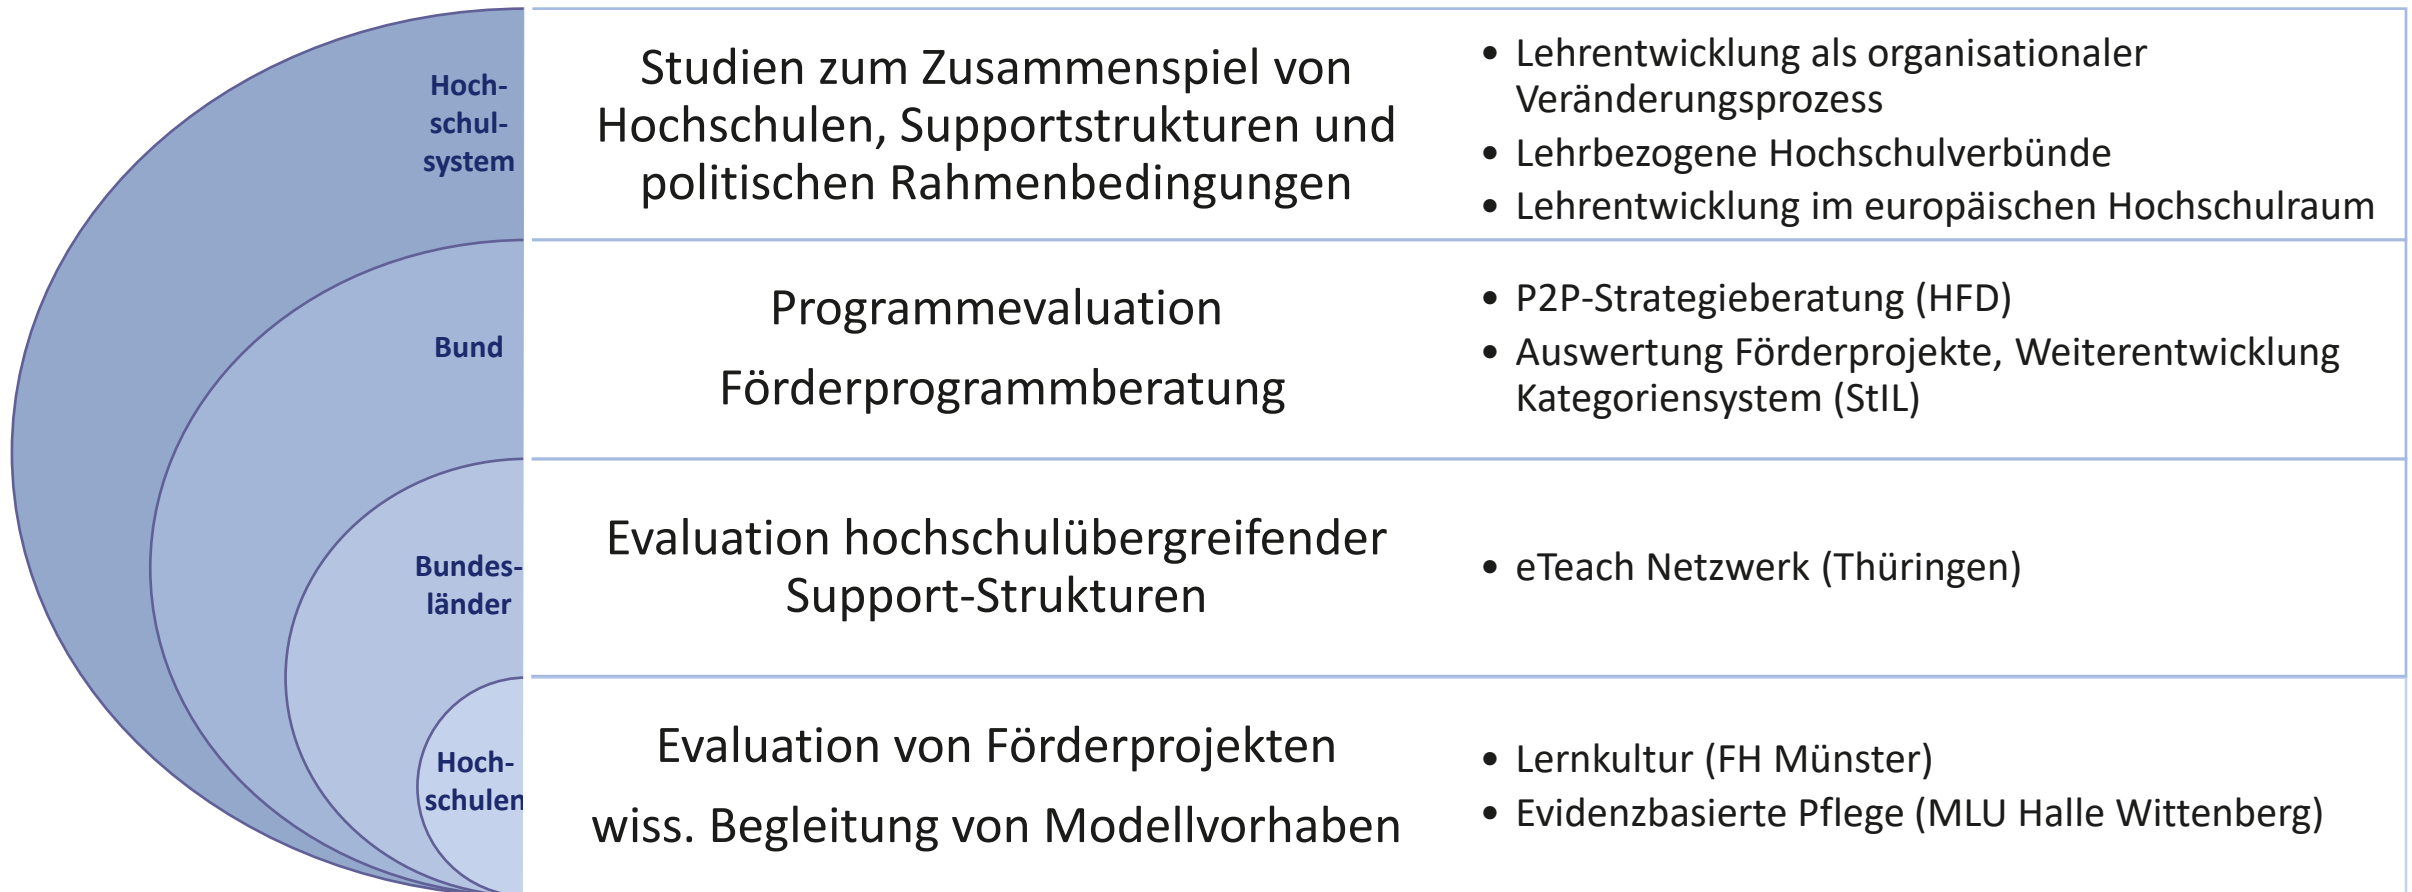 Hoch-
schul-
system
Studien zum Zusammenspiel von
Hochschulen, Supportstrukturen und
politischen Rahmenbedingungen
• Lehrentwicklung als organisationaler
Veränderungsprozess
• Lehrbezogene Hochschulverbünde
• Lehrentwicklung im europäischen Hochschulraum
Bund
Programmevaluation
Förderprogrammberatung
• P2P-Strategieberatung (HFD)
• Auswertung Förderprojekte, Weiterentwicklung
Kategoriensystem (StIL)
Bundes-
länder
Evaluation hochschulübergreifender
Support-Strukturen
• eTeach Netzwerk (Thüringen)
Hoch-
schulen
Evaluation von Förderprojekten
wiss. Begleitung von Modellvorhaben
• Lernkultur (FH Münster)
• Evidenzbasierte Pflege (MLU Halle Wittenberg)